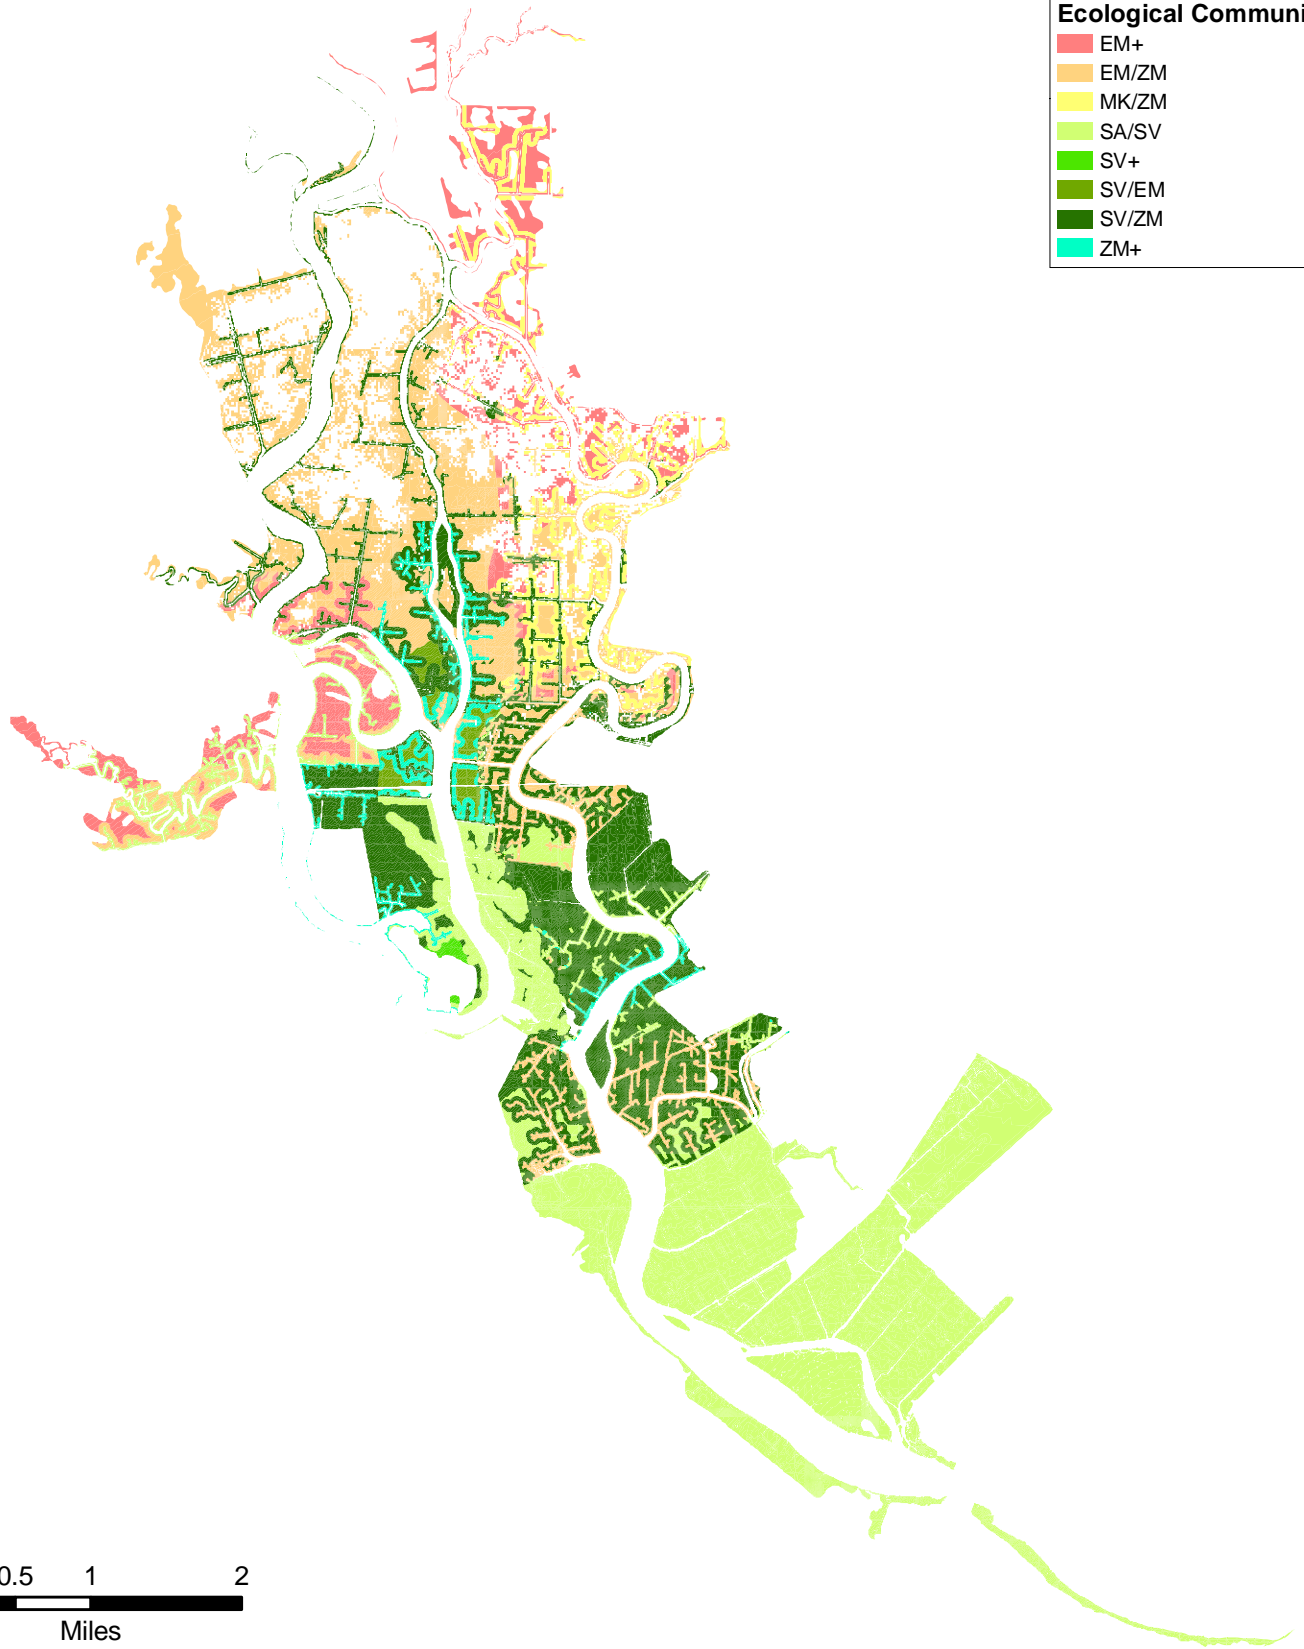 Ecological Communi
EM+
EM/ZM
MK/ZM
SA/SV
SV+
SV/EM
SV/ZM
ZM+
0.5 1 2
Miles